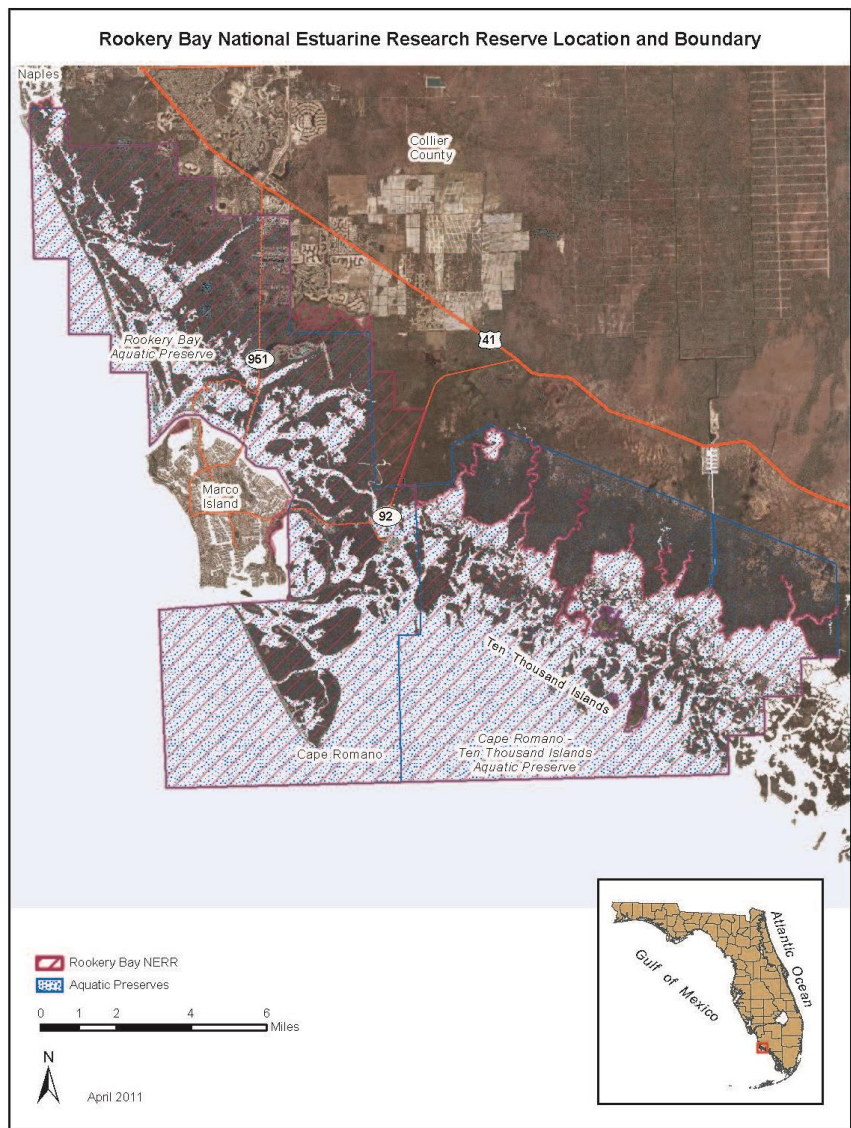 Rookery Bay National Estuarine Research Reserve Location and Boundary
Naples
Collier
County
41
Rookery Bay
Aquatic Preserve
951
Marco
Island
92
Ten Thousand Islands
Cape Romano
Cape Romano -
Ten Thousand Islands
Aquatic Preserve
Rookery Bay NERR
Aquatic Preserves
0 1 2 4 6
Miles
N
April 2011
Atlantic Ocean
Gulf of Mexico